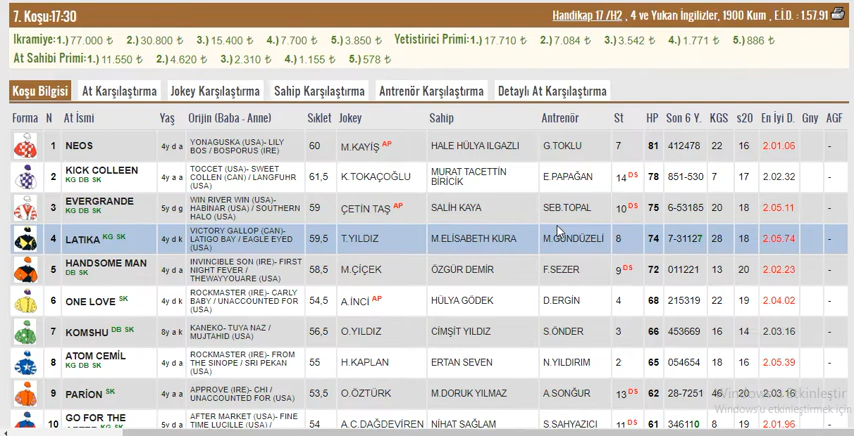 7. Koşu:17-30 Handikap 17 /H2 , 4 ve Yukarı İngilizler, 1900 Kum , E.İ.D. : 1.57.91
İkramiye: 1.) 77.000 ₺ 2.) 30.800 ₺ 3.) 15.400 ₺ 4.) 7.700 ₺ 5.) 3.850 ₺ Yetistirici Primi: 1.) 17.710 ₺ 2.) 7.084 ₺ 3.) 3.542 ₺ 4.) 1.771 ₺ 5.) 886 ₺
At Sahibi Primi: 1.) 11.550 ₺ 2.) 4.620 ₺ 3.) 2.310 ₺ 4.) 1.155 ₺ 5.) 578 ₺
Koşu Bilgisi At Karşılaştırma Jokey Karşılaştırma Sahip Karşılaştırma Antrenör Karşılaştırma Detaylı At Karşılaştırma
Forma N At İsmi Yaş Orijin (Baba - Anne) Sıklet Jokey Sahip Antrenör St HP Son 6 Y. KGS s20 En İyi D. Gny AGF
1 NEOS 4y d a YONAGUSKA (USA)- LILY BOS / BOSPORUS (IRE) 60 M.KAYİŞ AP HALE HÜLYA ILGAZLI G.TOKLU 7 81 412478 22 16 2.01.06 -
2 KICK COLLEEN KG DB SK 4y a a TOCCET (USA)- SWEET COLLEN (CAN) / LANGFUHR (USA) 61,5 K.TOKAÇOĞLU MURAT TACETTİN BİRİCİK E.PAPAĞAN 14 DS 78 851-530 7 17 2.02.32 -
3 EVERGRANDE KG DB SK 5y d g WIN RIVER WIN (USA)- HABINAR (USA) / SOUTHERN HALO (USA) 59 ÇETİN TAŞ AP SALİH KAYA SEB.TOPAL 10 DS 75 6-53185 20 18 2.05.11 -
4 LATIKA KG SK 4y d k VICTORY GALLOP (CAN)- LATIGO BAY / EAGLE EYED (USA) 59,5 T.YILDIZ M.ELİSABETH KURA M.GÜNDÜZELİ 8 74 7-31127 28 18 2.05.74 -
5 HANDSOME MAN DB SK 4y d a INVINCIBLE SON (IRE)- FIRST NIGHT FEVER / THEWAYYOUARE (USA) 58,5 M.ÇİÇEK ÖZGÜR DEMİR F.SEZER 9 DS 72 011221 13 20 2.02.23 -
6 ONE LOVE SK 4y d k ROCKMASTER (IRE)- CARLY BABY / UNACCOUNTED FOR (USA) 54,5 A.İNCİ AP HÜLYA GÖDEK D.ERGİN 4 68 215319 22 19 2.04.02 -
7 KOMSHU DB SK 8y a k KANEKO- TUYA NAZ / MUJTAHID (USA) 56,5 O.YILDIZ CİMŞİT YILDIZ S.ÖNDER 3 66 453669 16 14 2.03.16 -
8 ATOM CEMİL KG DB SK 4y d a ROCKMASTER (IRE)- FROM THE SINOPE / SRI PEKAN (USA) 55 H.KAPLAN ERTAN SEVEN N.YILDIRIM 2 65 054654 18 16 2.05.39 -
9 PARİON SK 4y a a APPROVE (IRE)- CHI / UNACCOUNTED FOR (USA) 53,5 O.ÖZTÜRK M.DORUK YILMAZ A.SONĞUR 13 DS 62 28-7251 46 20 2.03.15 -
Windows'u Etkinleştir
Windows'u etkinleştirmek için
10 GO FOR THE 5y d a AFTER MARKET (USA)- FINE TIME LUCILLE / (USA) / 54 A.C.DAĞDEVİREN NİHAT SAĞLAM S.SAHYAZICI 11 DS 61 346110 8 19 2.01.96 -